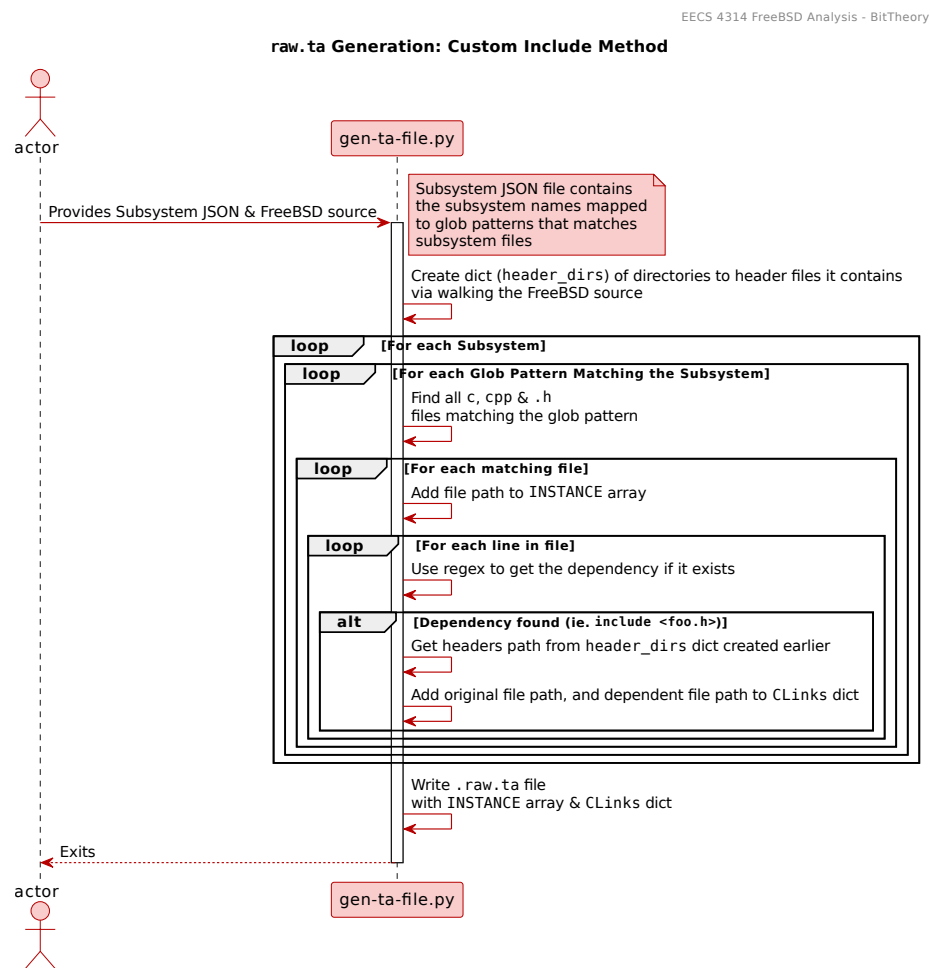 EECS 4314 FreeBSD Analysis - BitTheory
raw.ta Generation: Custom Include Method
actor
gen-ta-file.py
Subsystem JSON file contains
the subsystem names mapped
to glob patterns that matches
subsystem files
Provides Subsystem JSON & FreeBSD source
Create dict (header_dirs) of directories to header files it contains
via walking the FreeBSD source
loop [For each Subsystem]
loop [For each Glob Pattern Matching the Subsystem]
Find all c, cpp & .h
files matching the glob pattern
loop [For each matching file]
Add file path to INSTANCE array
loop [For each line in file]
Use regex to get the dependency if it exists
alt [Dependency found (ie. include <foo.h>)]
Get headers path from header_dirs dict created earlier
Add original file path, and dependent file path to CLinks dict
Write .raw.ta file
with INSTANCE array & CLinks dict
Exits
actor
gen-ta-file.py